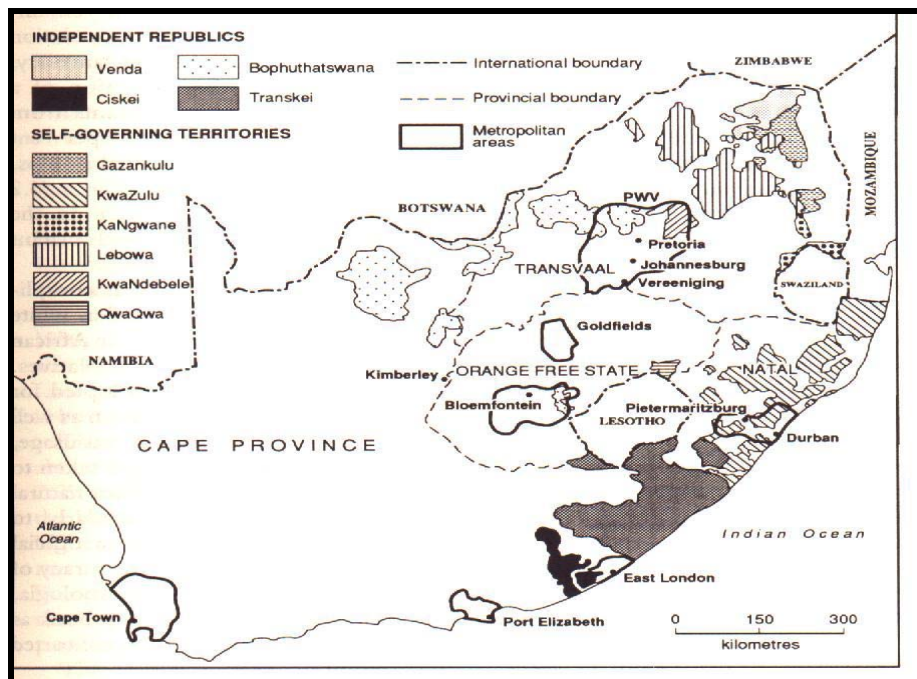 INDEPENDENT REPUBLICS
Venda
Bophuthatswana
Ciskei
Transkei
International boundary
Provincial boundary
Metropolitan
areas
SELF-GOVERNING TERRITORIES
Gazankulu
KwaZulu
KaNgwane
Lebowa
KwaNdebele
QwaQwa
ZIMBABWE
MOZAMBIQUE
BOTSWANA
PWV
Pretoria
TRANSVAAL
Johannesburg
Vereeniging
SWAZILAND
Goldfields
NAMIBIA
Kimberley
ORANGE FREE STATE
NATAL
Bloemfontein
Pietermaritzburg
LESOTHO
Durban
CAPE PROVINCE
Atlantic
Ocean
Indian Ocean
East London
Cape Town
Port Elizabeth
0 150 300
kilometres